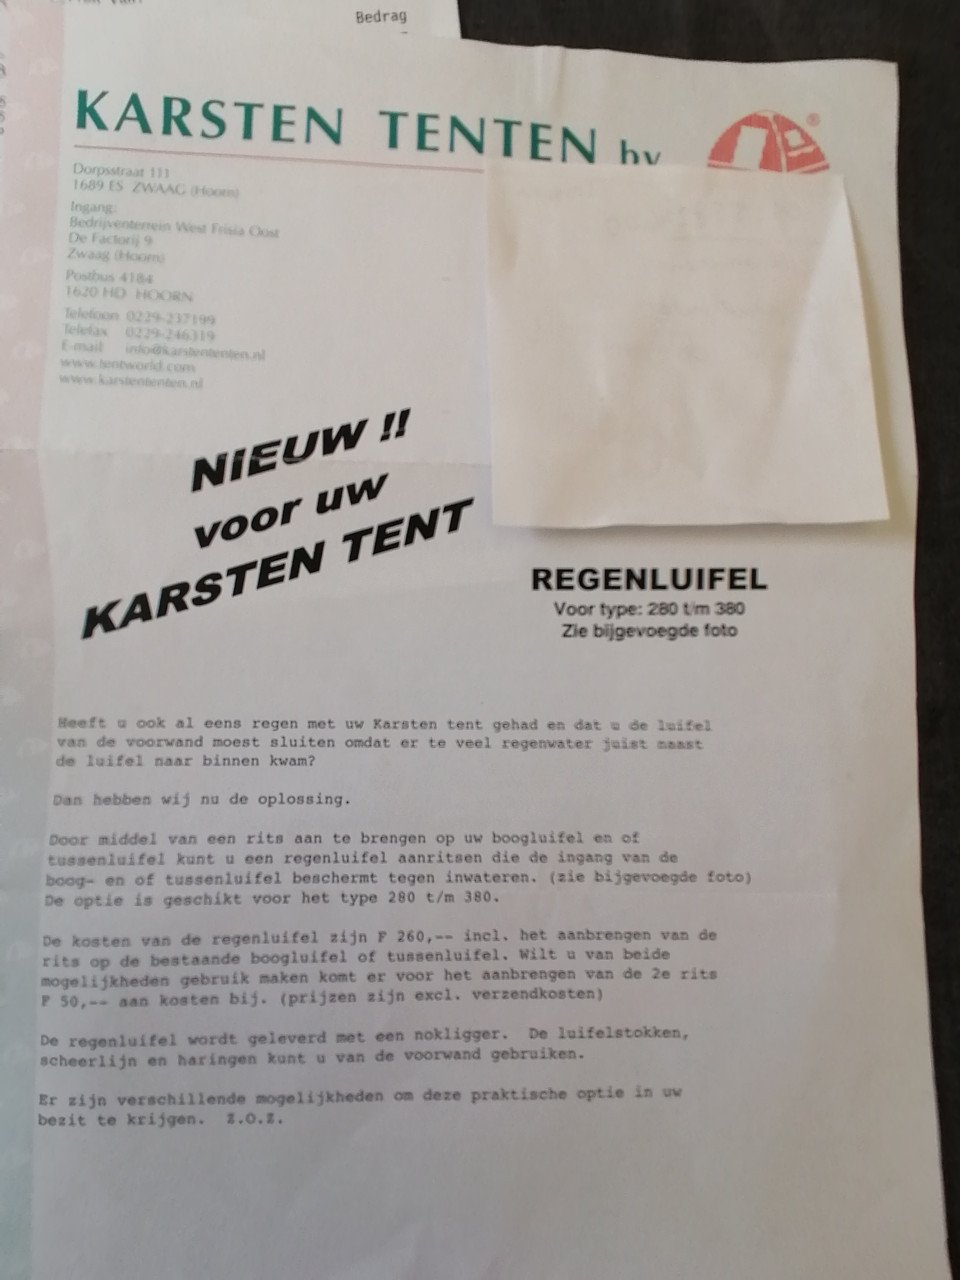 Bedrag
KARSTEN TENTEN bv
Dorpsstraat 111
1689 ES ZWAAG (Hoorn)
Ingang:
Bedrijventerrein West Frisia Oost
De Factorij 9
Zwaag (Hoorn)
Postbus 4184
1620 HD HOORN
Telefoon 0229-237199
Telefax 0229-246319
E-mail info@karstententen.nl
www.tentworld.com
www.karstententen.nl
NIEUW !!
voor uw
KARSTEN TENT
REGENLUIFEL
Voor type: 280 t/m 380
Zie bijgevoegde foto
Heeft u ook al eens regen met uw Karsten tent gehad en dat u de luifel
van de voorwand moest sluiten omdat er te veel regenwater juist naast
de luifel naar binnen kwam?
Dan hebben wij nu de oplossing.
Door middel van een rits aan te brengen op uw boogluifel en of
tussenluifel kunt u een regenluifel aanritsen die de ingang van de
boog- en of tussenluifel beschermt tegen inwateren. (zie bijgevoegde foto)
De optie is geschikt voor het type 280 t/m 380.
De kosten van de regenluifel zijn F 260,-- incl. het aanbrengen van de
rits op de bestaande boogluifel of tussenluifel. Wilt u van beide
mogelijkheden gebruik maken komt er voor het aanbrengen van de 2e rits
F 50,-- aan kosten bij. (prijzen zijn excl. verzendkosten)
De regenluifel wordt geleverd met een nokligger. De luifelstokken,
scheerlijn en haringen kunt u van de voorwand gebruiken.
Er zijn verschillende mogelijkheden om deze praktische optie in uw
bezit te krijgen. Z.O.Z.